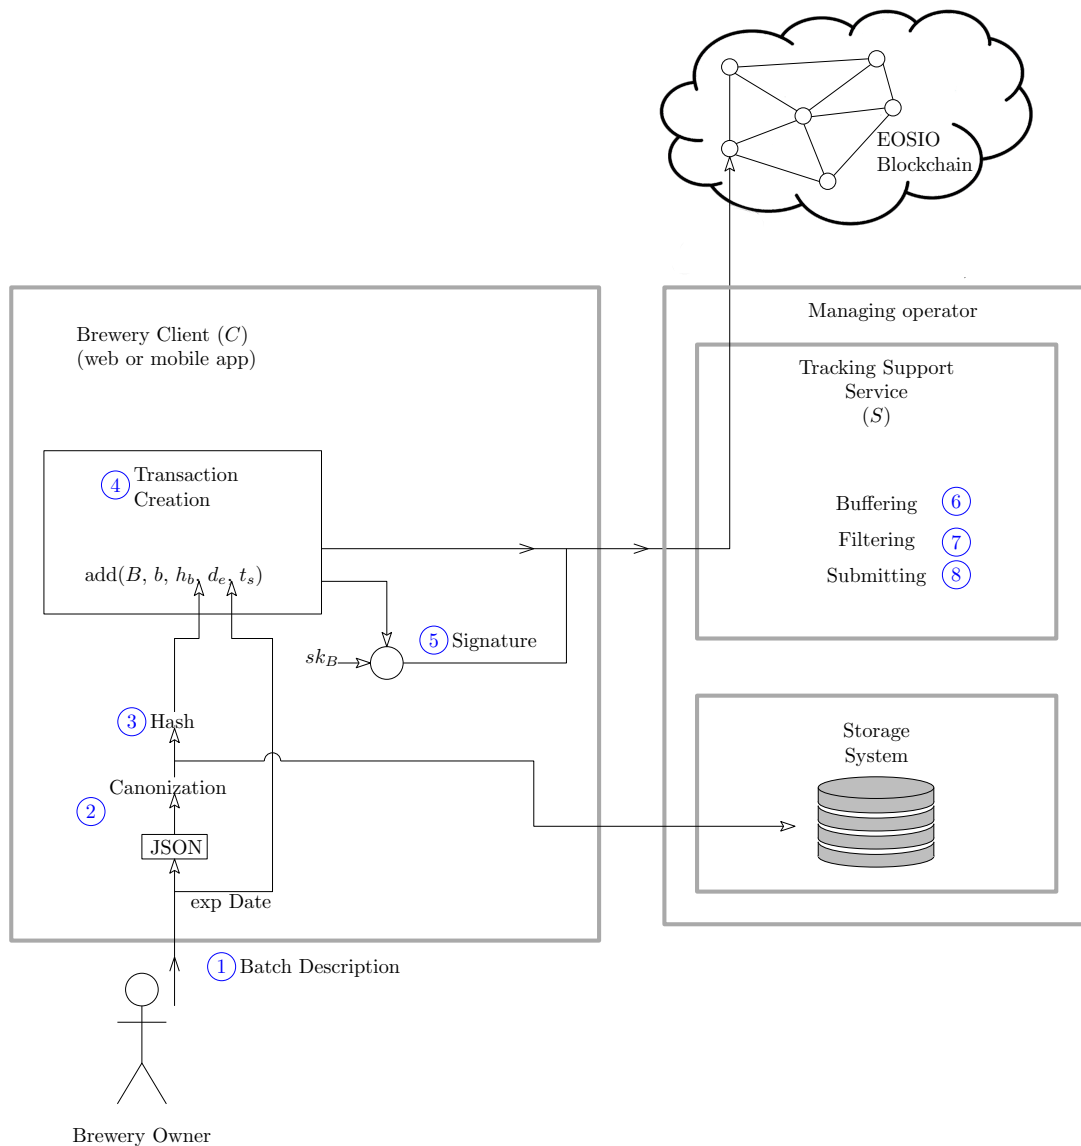 EOSIO
Blockchain
Managing operator
Brewery Client (C)
(web or mobile app)
Tracking Support
Service
(S)
4 Transaction
Creation
Buffering 6
Filtering 7
Submitting 8
add(B, b, h_b, d_e, t_s)
5 Signature
sk_B
3 Hash
Storage
System
Canonization
2
JSON
exp Date
1 Batch Description
Brewery Owner